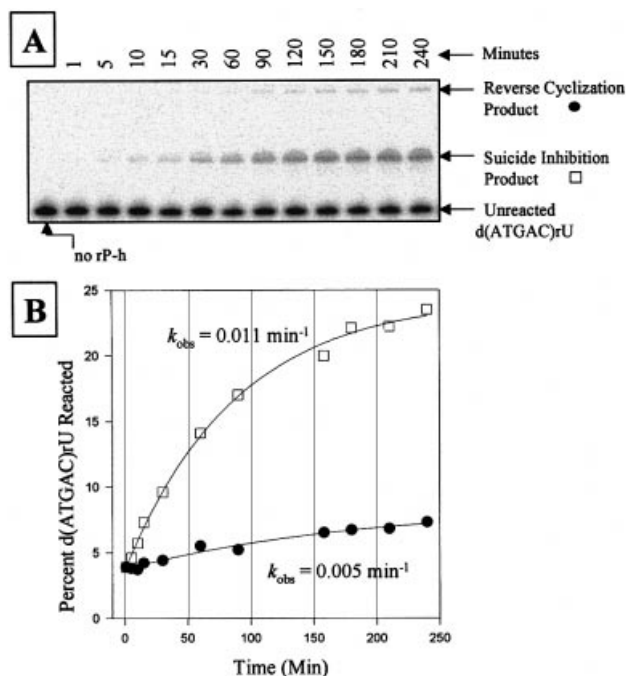 A
1 5 10 15 30 60 90 120 150 180 210 240
Minutes
Reverse Cyclization
Product ●
Suicide Inhibition
Product □
Unreacted
d(ATGAC)rU
no rP-h
B
25
20
15
10
5
0
Percent d(ATGAC)rU Reacted
k obs = 0.011 min-1
k obs = 0.005 min-1
0 50 100 150 200 250
Time (Min)